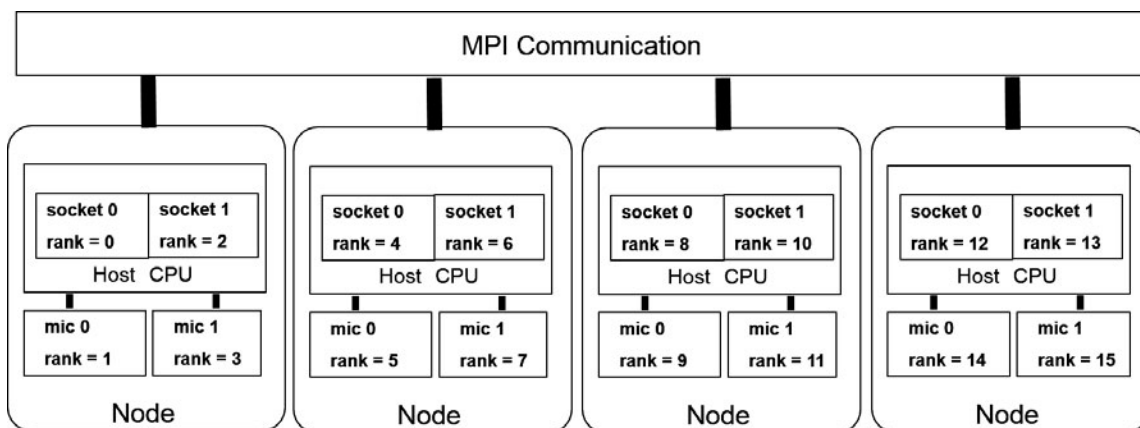 MPI Communication
socket 0
rank = 0
socket 1
rank = 2
Host CPU
mic 0
rank = 1
mic 1
rank = 3
Node
socket 0
rank = 4
socket 1
rank = 6
Host CPU
mic 0
rank = 5
mic 1
rank = 7
Node
socket 0
rank = 8
socket 1
rank = 10
Host CPU
mic 0
rank = 9
mic 1
rank = 11
Node
socket 0
rank = 12
socket 1
rank = 13
Host CPU
mic 0
rank = 14
mic 1
rank = 15
Node